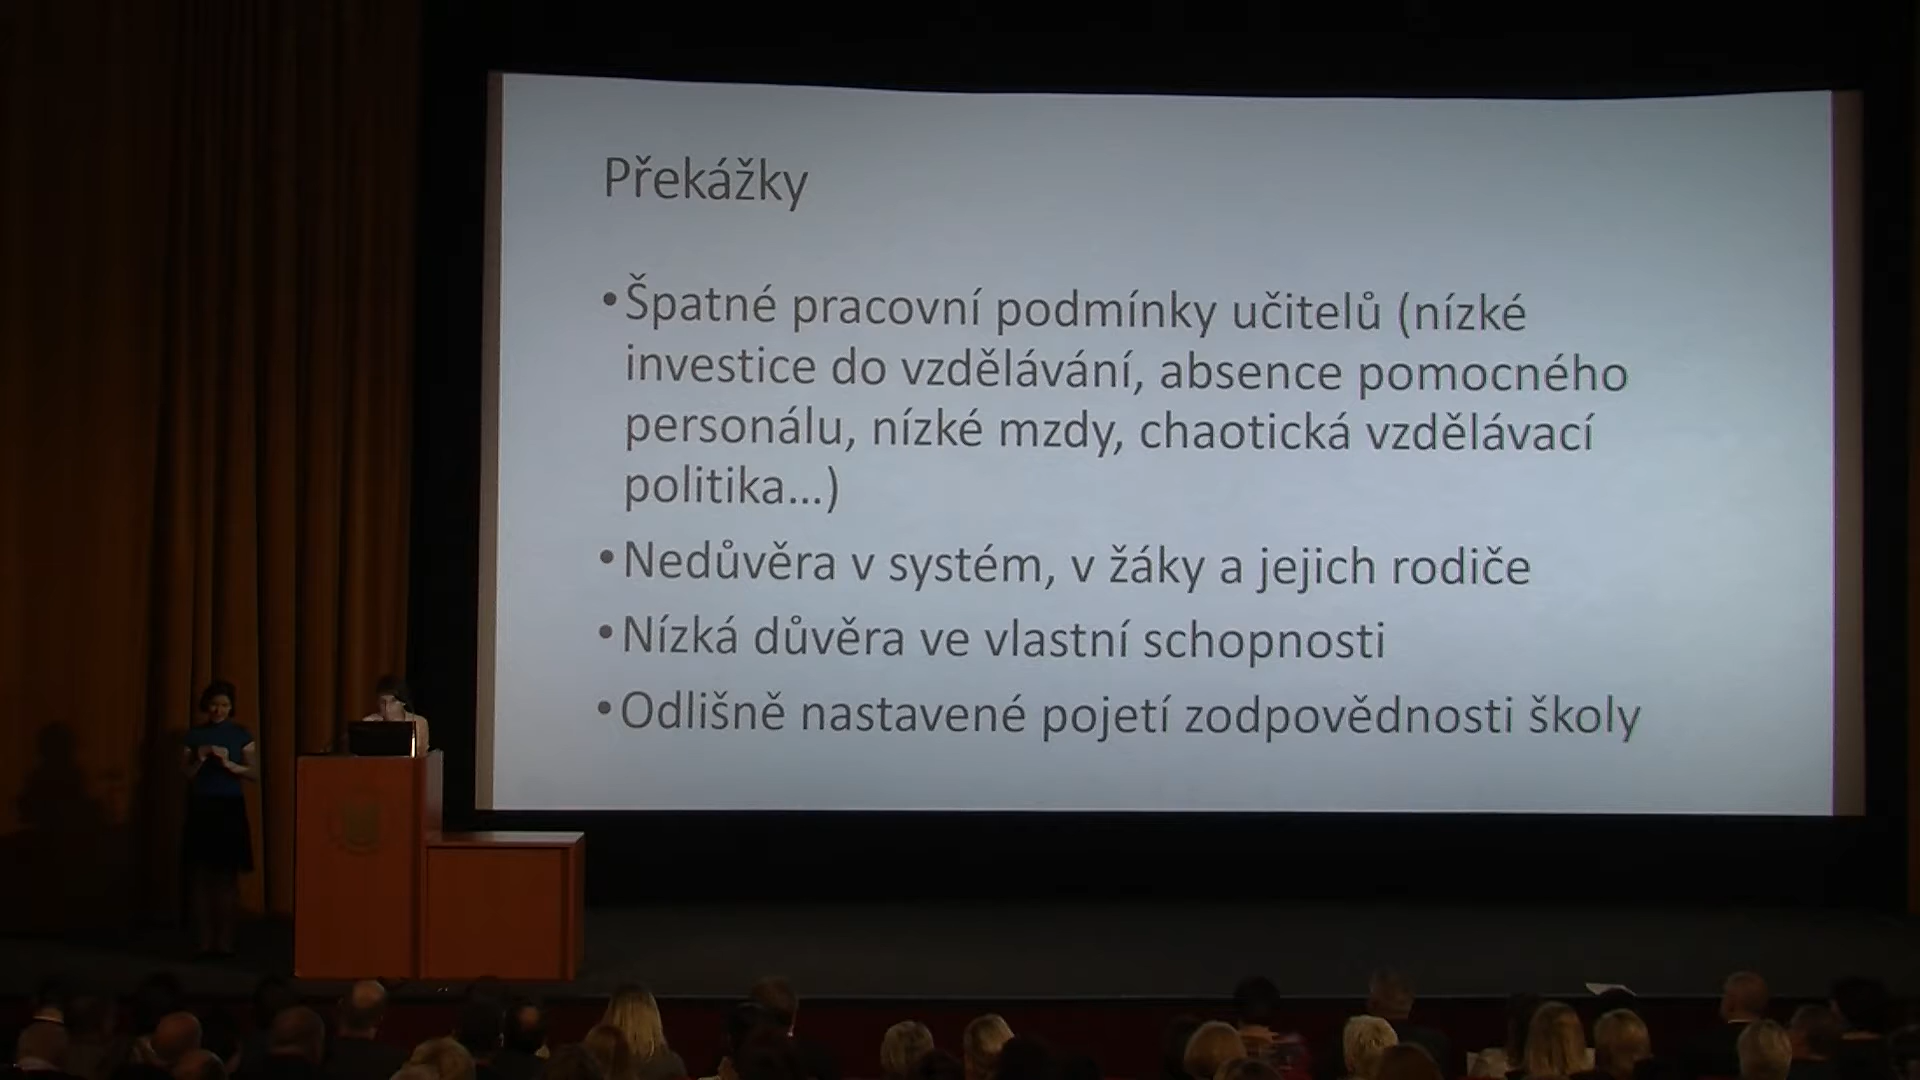 Překážky
•Špatné pracovní podmínky učitelů (nízké
investice do vzdělávání, absence pomocného
personálu, nízké mzdy, chaotická vzdělávací
politika...)
•Nedůvěra v systém, v žáky a jejich rodiče
•Nízká důvěra ve vlastní schopnosti
•Odlišně nastavené pojetí zodpovědnosti školy